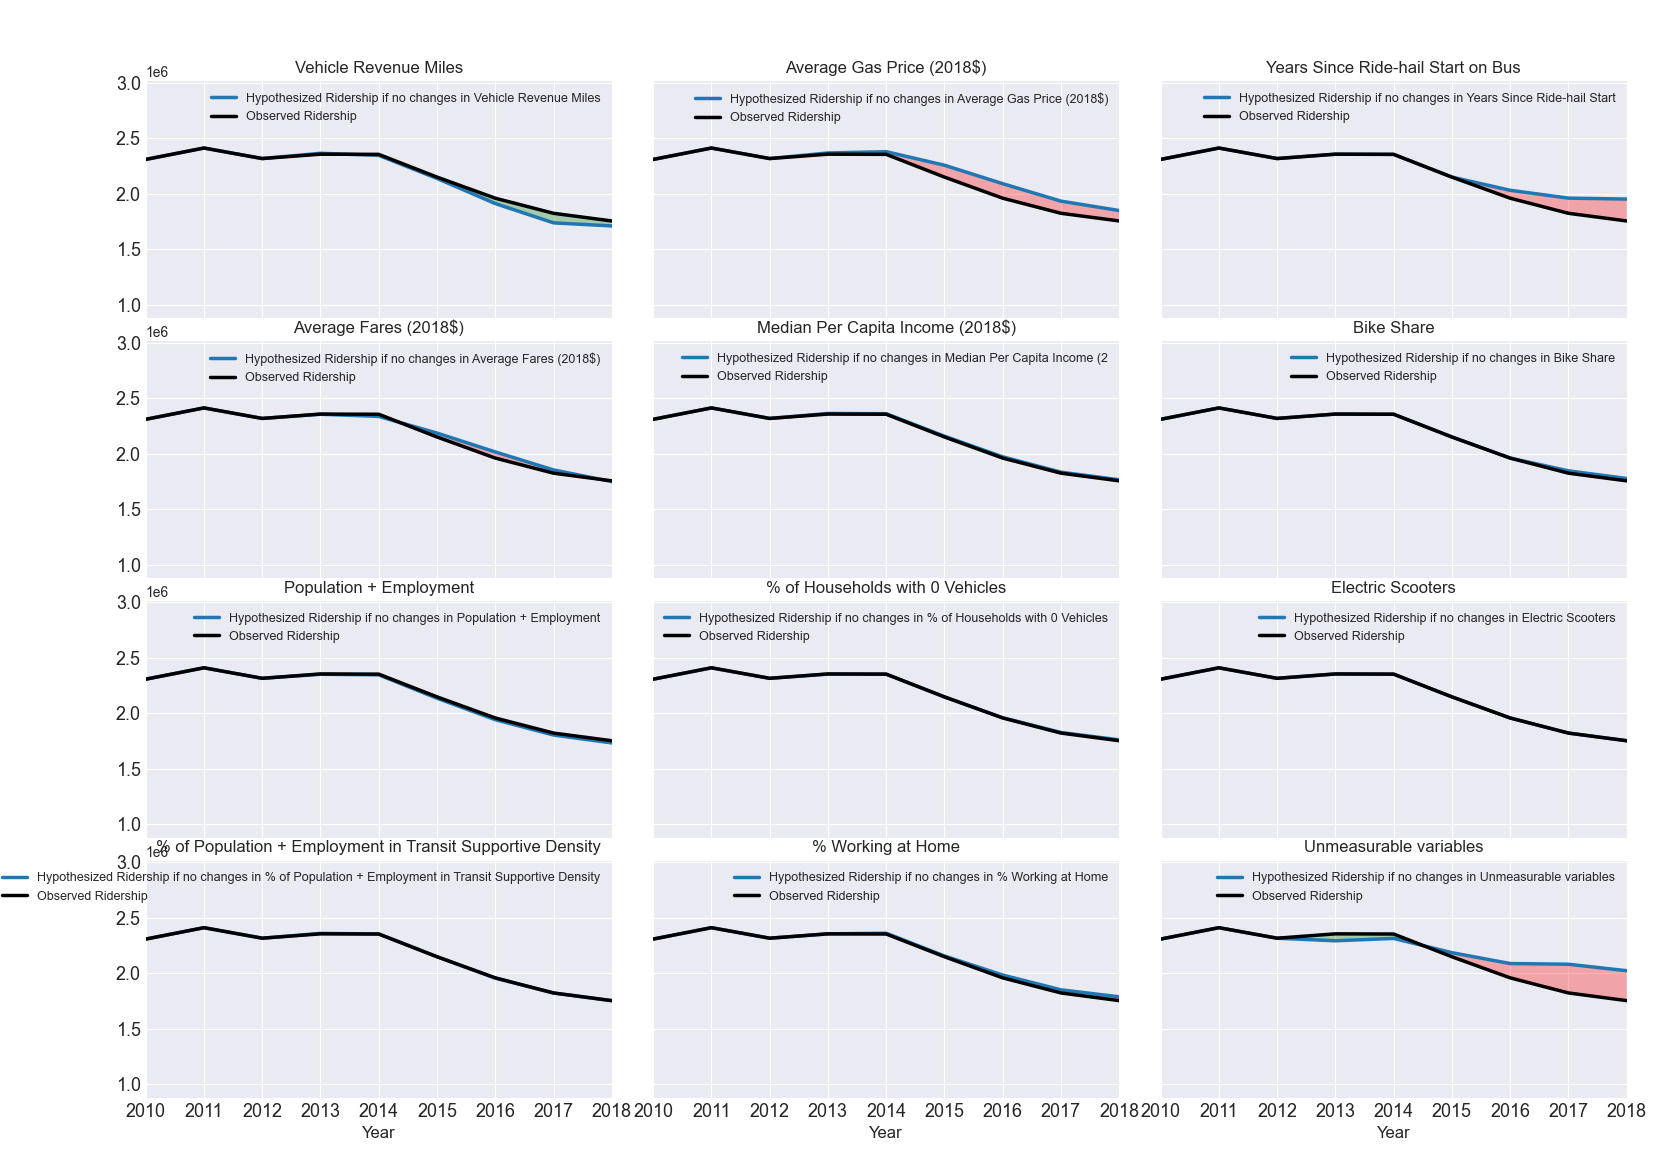 Vehicle Revenue Miles
1e6
3.0
2.5
2.0
1.5
1.0
Hypothesized Ridership if no changes in Vehicle Revenue Miles
Observed Ridership
Average Gas Price (2018$)
Hypothesized Ridership if no changes in Average Gas Price (2018$)
Observed Ridership
Years Since Ride-hail Start on Bus
Hypothesized Ridership if no changes in Years Since Ride-hail Start
Observed Ridership
Average Fares (2018$)
1e6
3.0
2.5
2.0
1.5
1.0
Hypothesized Ridership if no changes in Average Fares (2018$)
Observed Ridership
Median Per Capita Income (2018$)
Hypothesized Ridership if no changes in Median Per Capita Income (2
Observed Ridership
Bike Share
Hypothesized Ridership if no changes in Bike Share
Observed Ridership
Population + Employment
1e6
3.0
2.5
2.0
1.5
1.0
Hypothesized Ridership if no changes in Population + Employment
Observed Ridership
% of Households with 0 Vehicles
Hypothesized Ridership if no changes in % of Households with 0 Vehicles
Observed Ridership
Electric Scooters
Hypothesized Ridership if no changes in Electric Scooters
Observed Ridership
% of Population + Employment in Transit Supportive Density
1e6
3.0
2.5
2.0
1.5
1.0
Hypothesized Ridership if no changes in % of Population + Employment in Transit Supportive Density
Observed Ridership
2010 2011 2012 2013 2014 2015 2016 2017 2018
Year
% Working at Home
Hypothesized Ridership if no changes in % Working at Home
Observed Ridership
2010 2011 2012 2013 2014 2015 2016 2017 2018
Year
Unmeasurable variables
Hypothesized Ridership if no changes in Unmeasurable variables
Observed Ridership
2010 2011 2012 2013 2014 2015 2016 2017 2018
Year